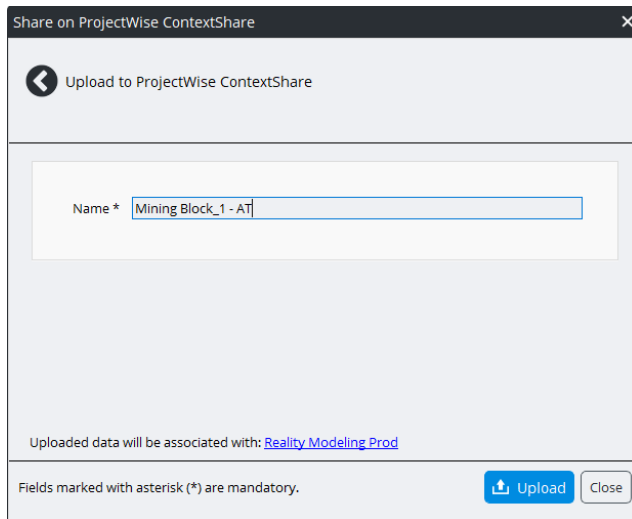 Share on ProjectWise ContextShare
Upload to ProjectWise ContextShare
Name * Mining Block_1 - AT
Uploaded data will be associated with: Reality Modeling Prod
Fields marked with asterisk (*) are mandatory. Upload Close